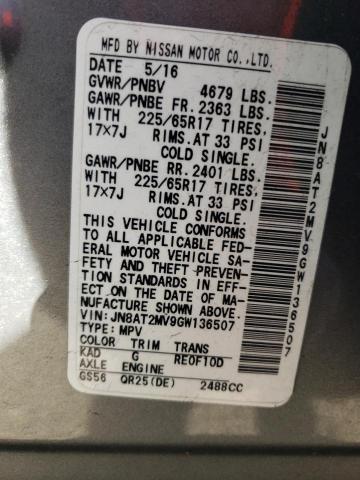 MFD BY NISSAN MOTOR CO.,LTD.
DATE 5/16
GVWR/PNBV 4679 LBS.
GAWR/PNBE FR. 2363 LBS.
WITH 225/65R17 TIRES,
17×7J RIMS.AT 33 PSI
COLD SINGLE.
GAWR/PNBE RR. 2401 LBS.
WITH 225/65R17 TIRES,
17×7J RIMS.AT 33 PSI
COLD SINGLE.
THIS VEHICLE CONFORMS
TO ALL APPLICABLE FED-
ERAL MOTOR VEHICLE SA-
FETY AND THEFT PREVEN-
TION STANDARDS IN EFF-
ECT ON THE DATE OF MA-
NUFACTURE SHOWN ABOVE.
VIN: JN8AT2MV9GW136507
TYPE: MPV
COLOR TRIM TRANS
KAD G RE0F10D
AXLE ENGINE
GS56 QR25(DE) 2488CC
JN8AT2MV9GW136507